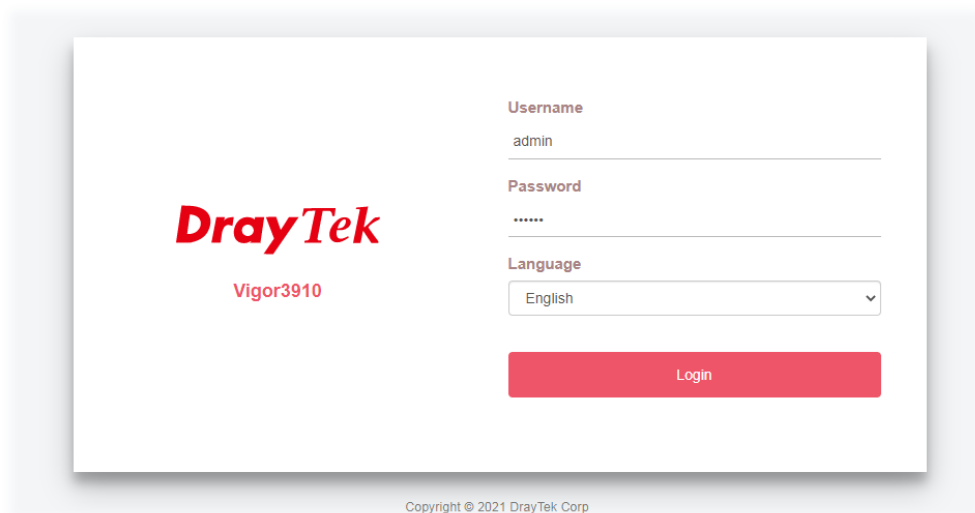 DrayTek
Vigor3910
Username
admin
Password
••••••
Language
English
Login
Copyright © 2021 DrayTek Corp